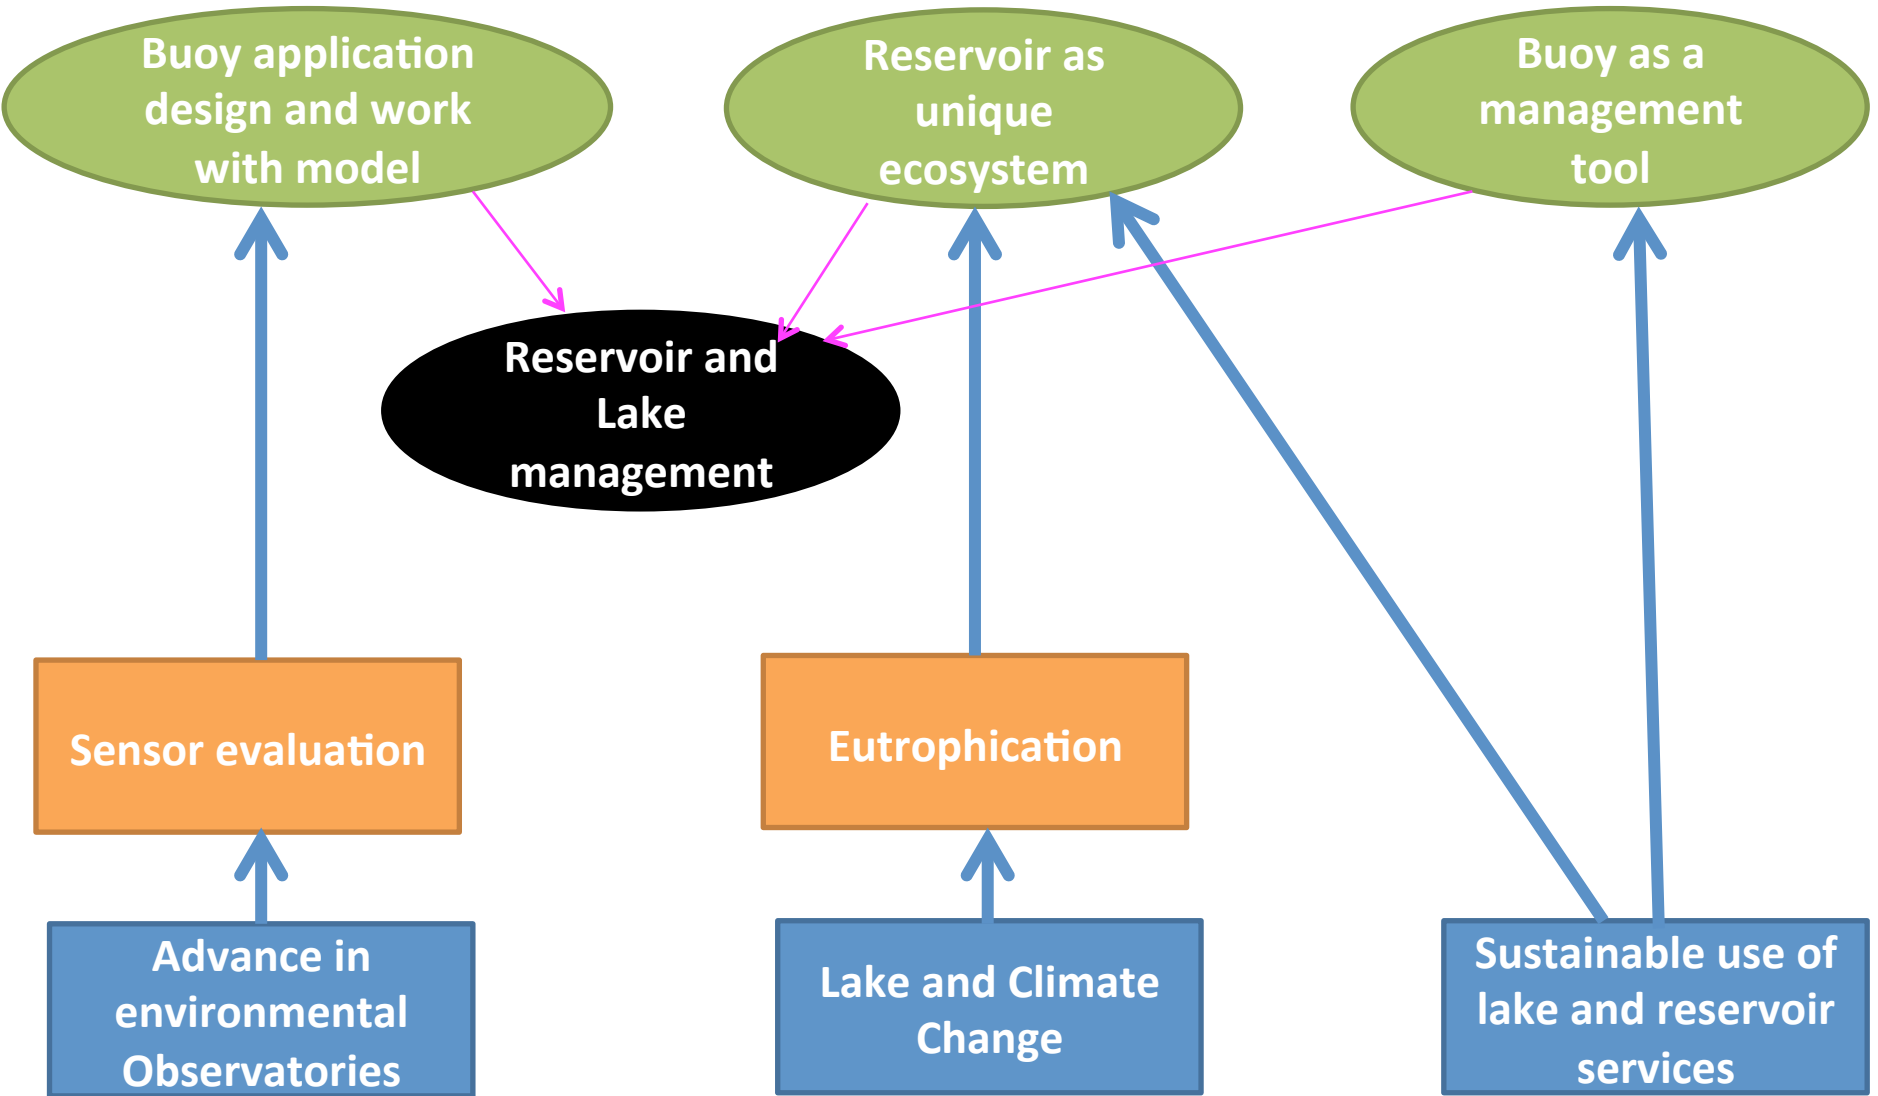 Buoy application
design and work
with model
Reservoir as
unique
ecosystem
Buoy as a
management
tool
Reservoir and
Lake
management
Sensor evaluation
Eutrophication
Advance in
environmental
Observatories
Lake and Climate
Change
Sustainable use of
lake and reservoir
services